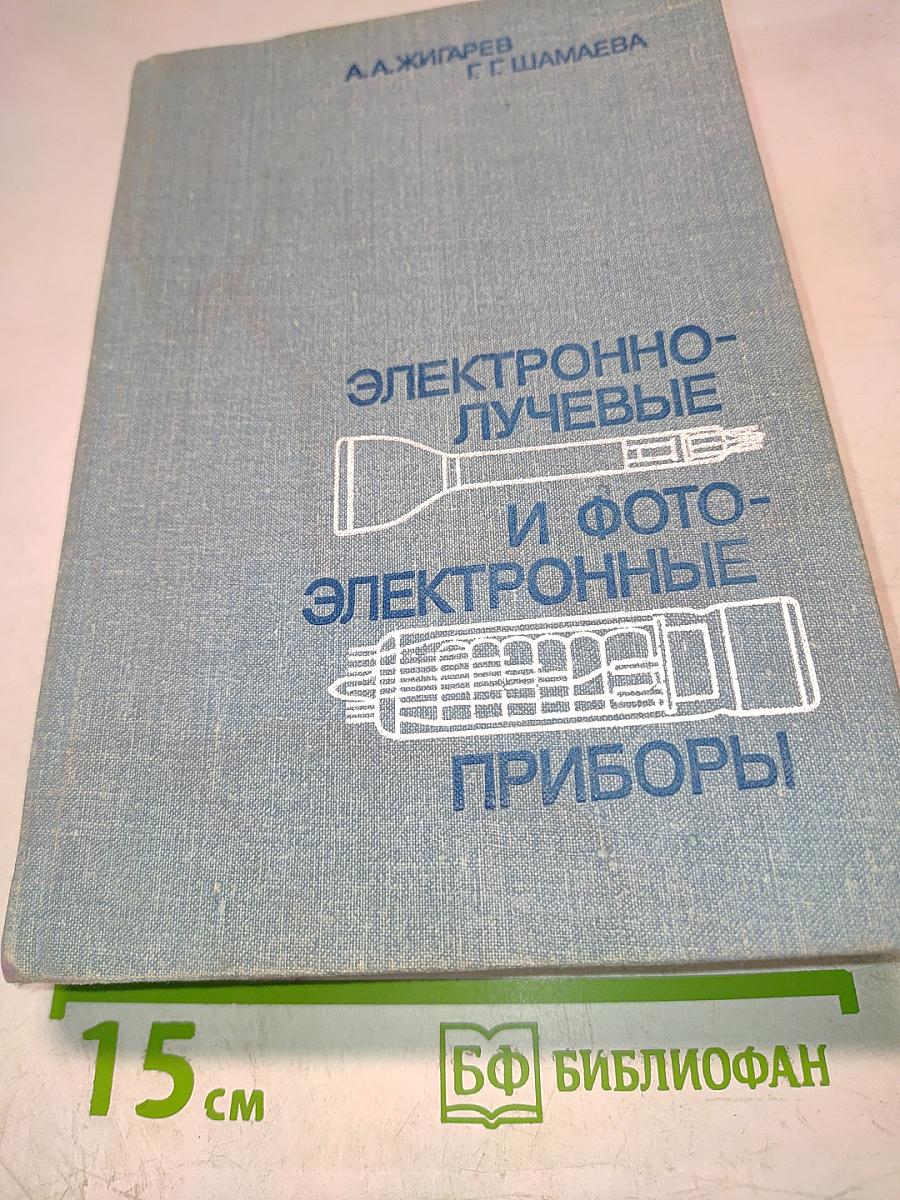 А. А. ЖИГАРЕВ
Г. Г. ШАМАЕВА
ЭЛЕКТРОННО-
ЛУЧЕВЫЕ
И ФОТО-
ЭЛЕКТРОННЫЕ
ПРИБОРЫ
15 см
БФ БИБЛИОФАН